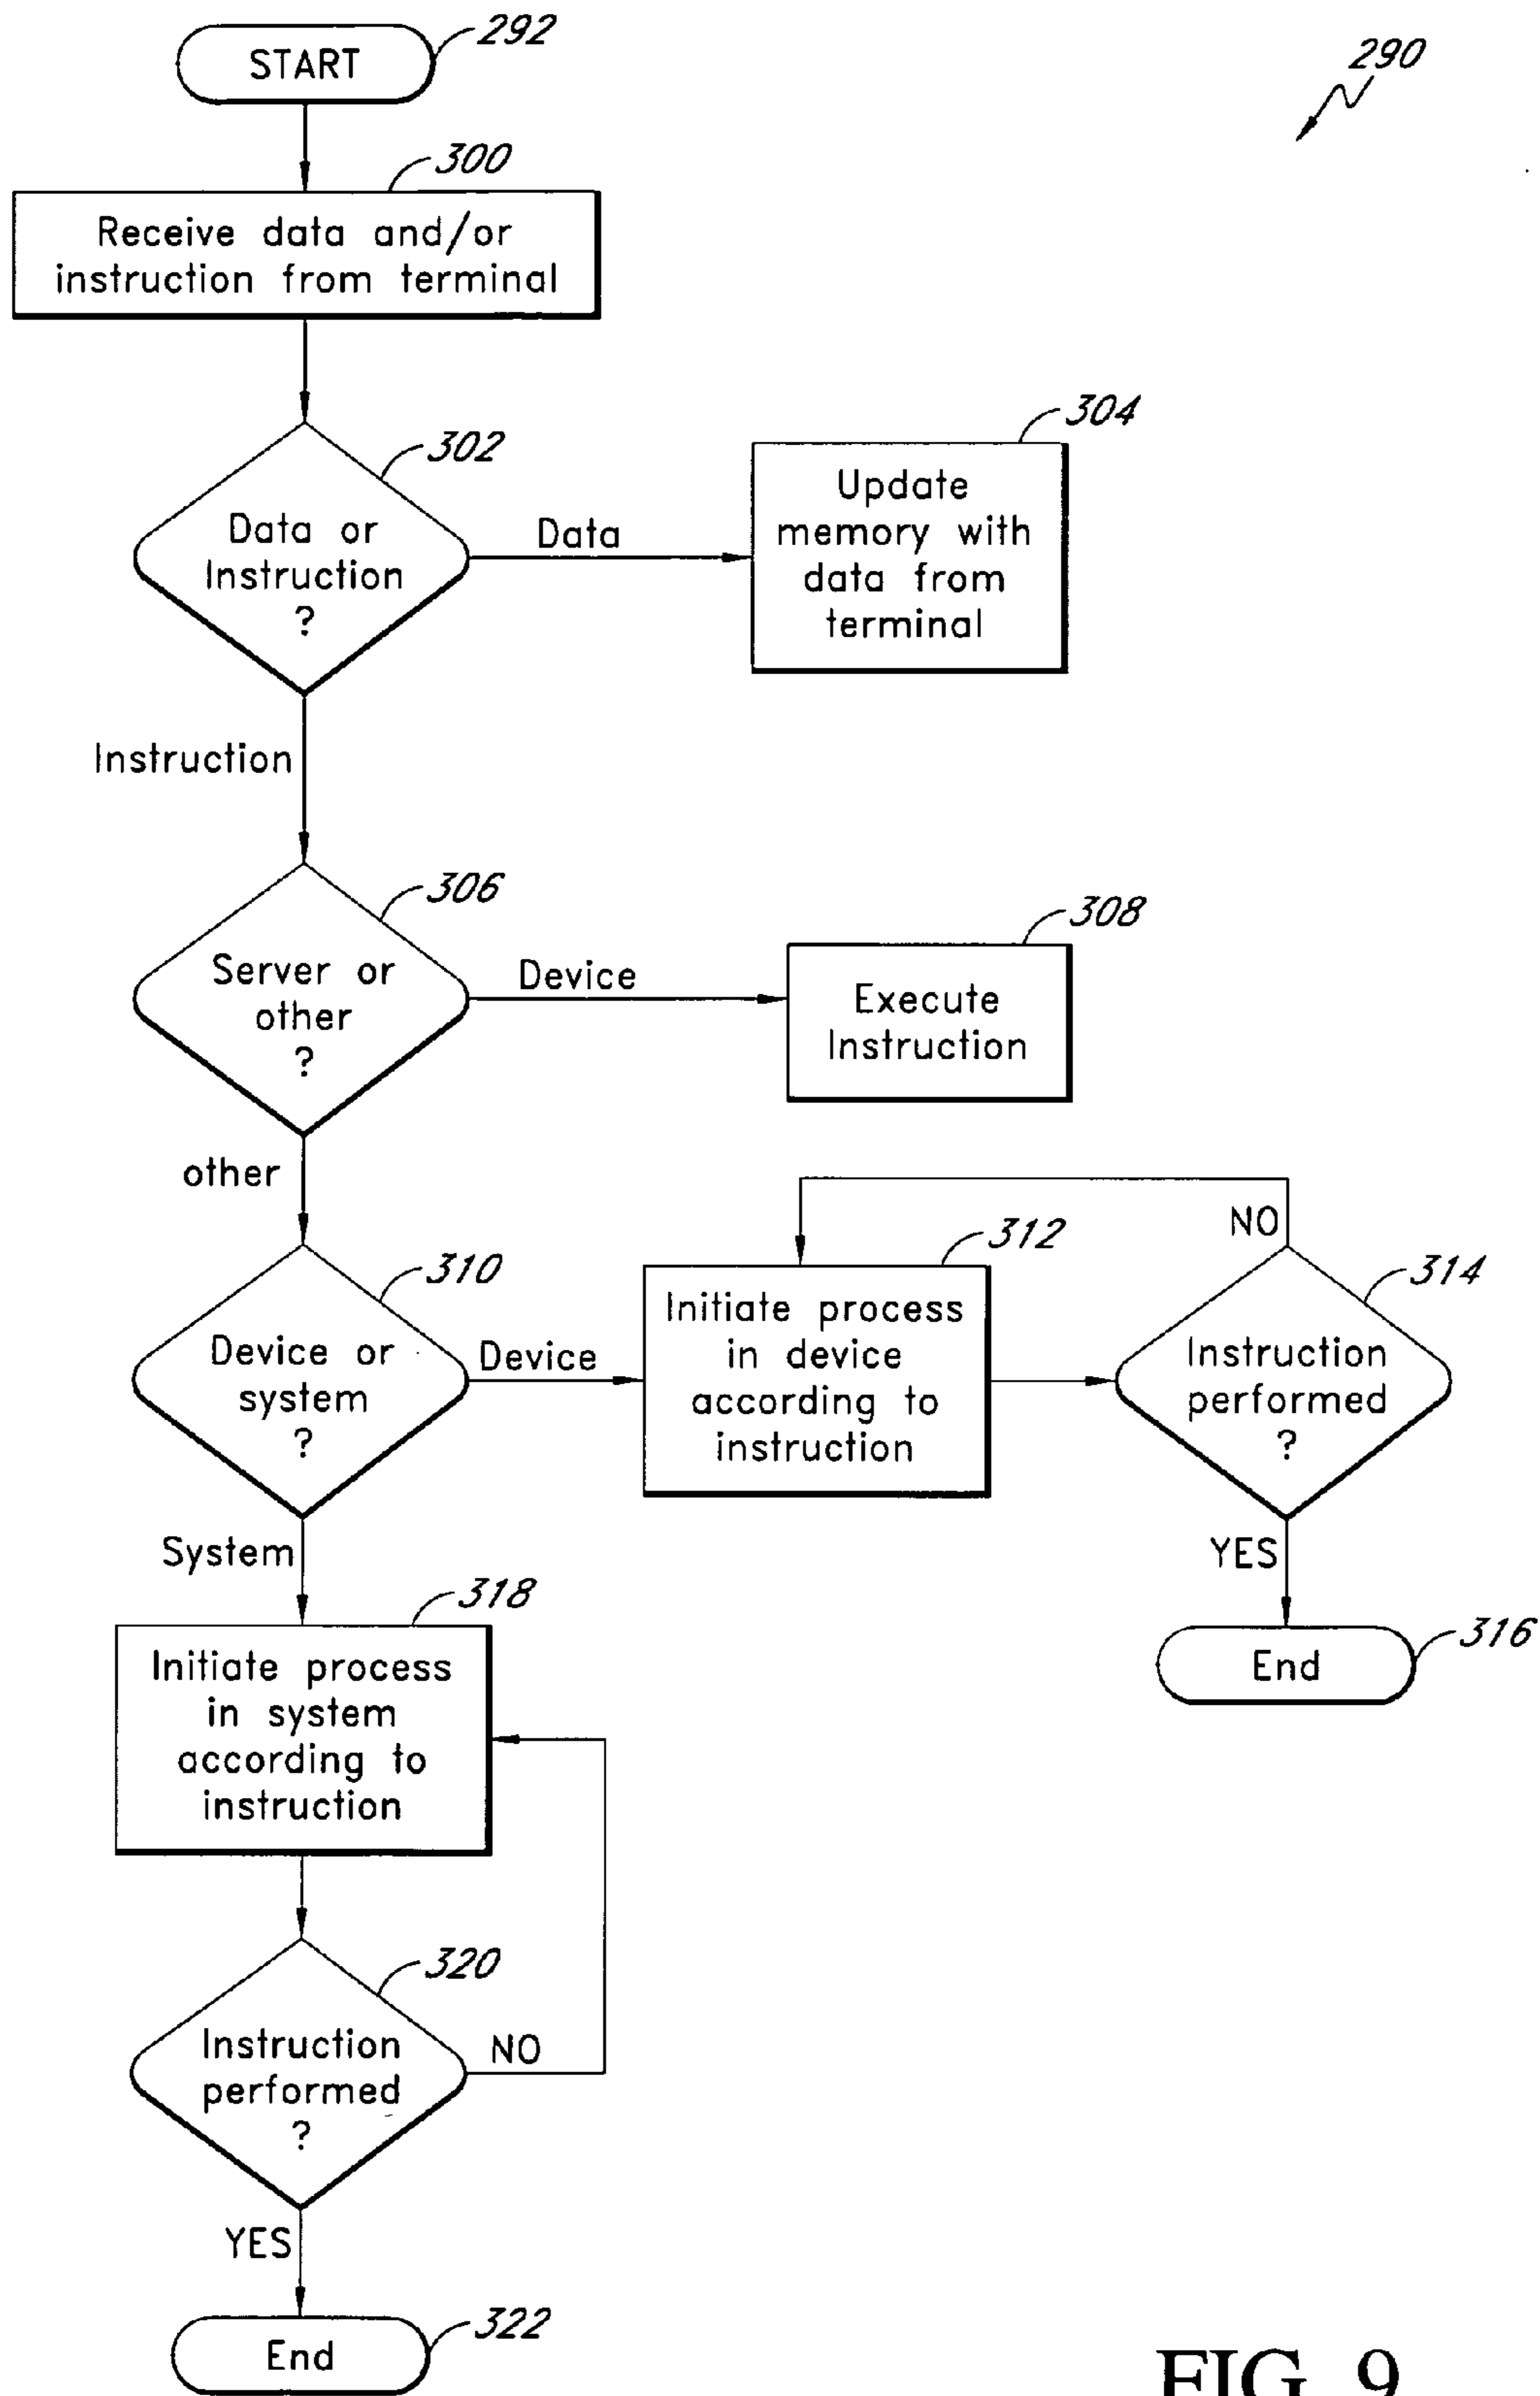 START
292
290
300
Receive data and/or
instruction from terminal
302
Data or
Instruction
?
Data
304
Update
memory with
data from
terminal
Instruction
306
Server or
other
?
Device
308
Execute
Instruction
other
310
Device or
system
?
Device
312
Initiate process
in device
according to
instruction
NO
314
Instruction
performed
?
YES
316
End
System
318
Initiate process
in system
according to
instruction
320
Instruction
performed
?
NO
YES
322
End
FIG. 9